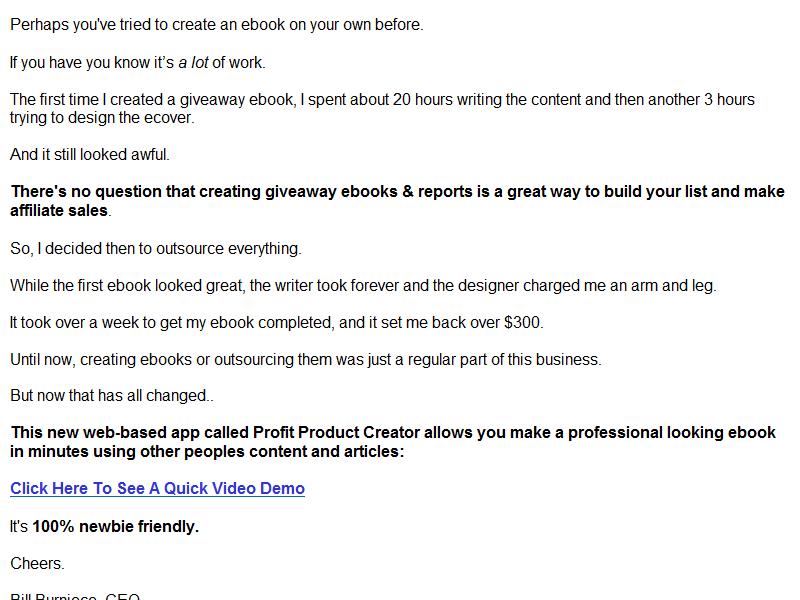 Perhaps you've tried to create an ebook on your own before.
If you have you know it's a lot of work.
The first time I created a giveaway ebook, I spent about 20 hours writing the content and then another 3 hours
trying to design the ecover.
And it still looked awful.
There's no question that creating giveaway ebooks & reports is a great way to build your list and make
affiliate sales.
So, I decided then to outsource everything.
While the first ebook looked great, the writer took forever and the designer charged me an arm and leg.
It took over a week to get my ebook completed, and it set me back over $300.
Until now, creating ebooks or outsourcing them was just a regular part of this business.
But now that has all changed..
This new web-based app called Profit Product Creator allows you make a professional looking ebook
in minutes using other peoples content and articles:
Click Here To See A Quick Video Demo
It's 100% newbie friendly.
Cheers.
Bill CEO